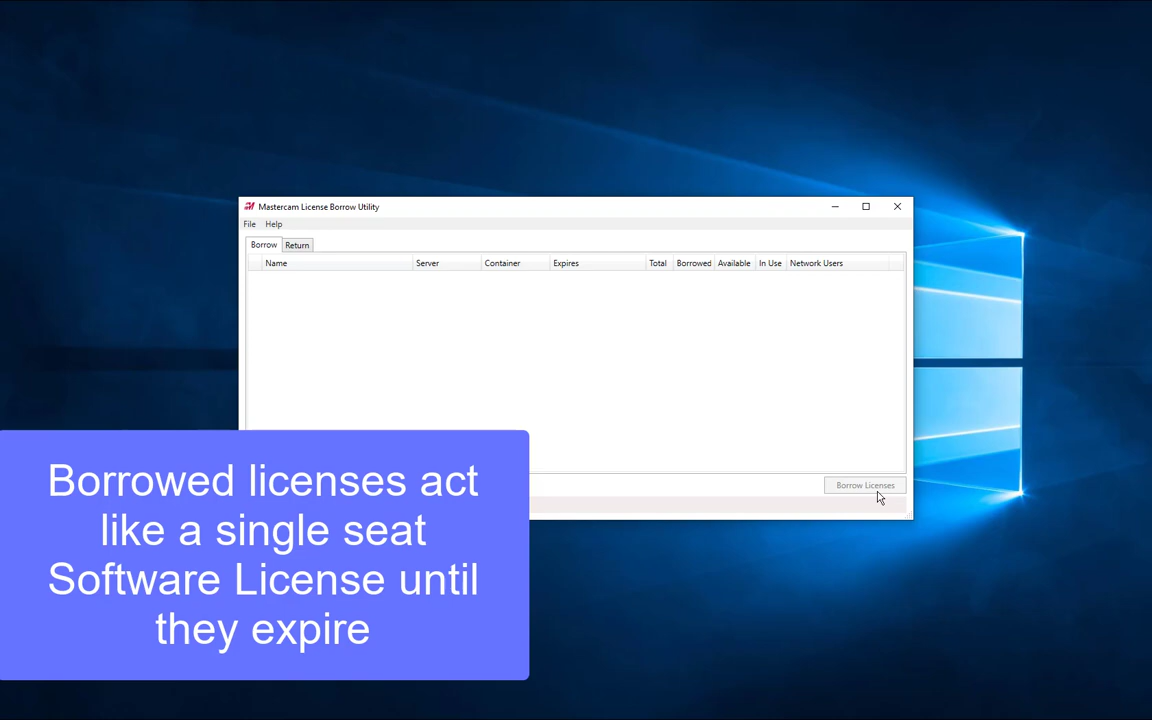 Mastercam License Borrow Utility
File Help
Borrow Return
Name Server Container Expires Total Borrowed Available In Use Network Users
Borrow Licenses
Borrowed licenses act
like a single seat
Software License until
they expire